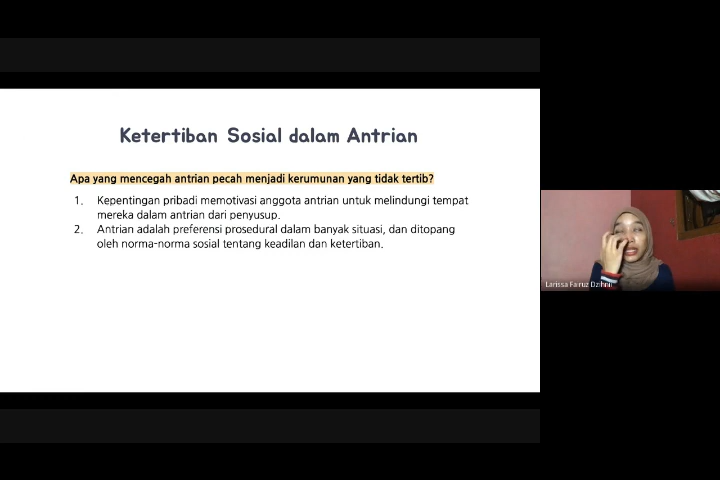 Ketertiban Sosial dalam Antrian
Apa yang mencegah antrian pecah menjadi kerumunan yang tidak tertib?
1. Kepentingan pribadi memotivasi anggota antrian untuk melindungi tempat
mereka dalam antrian dari penyusup.
2. Antrian adalah preferensi prosedural dalam banyak situasi, dan ditopang
oleh norma-norma sosial tentang keadilan dan ketertiban.
Larissa Fairuz Dzihni